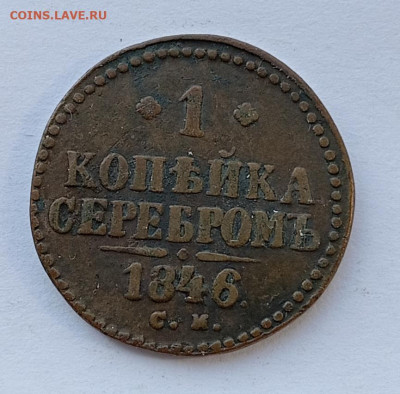 COINS.LAVE.RU
1
КОПѢЙКА
СЕРЕБРОМЪ
1846
С. М.